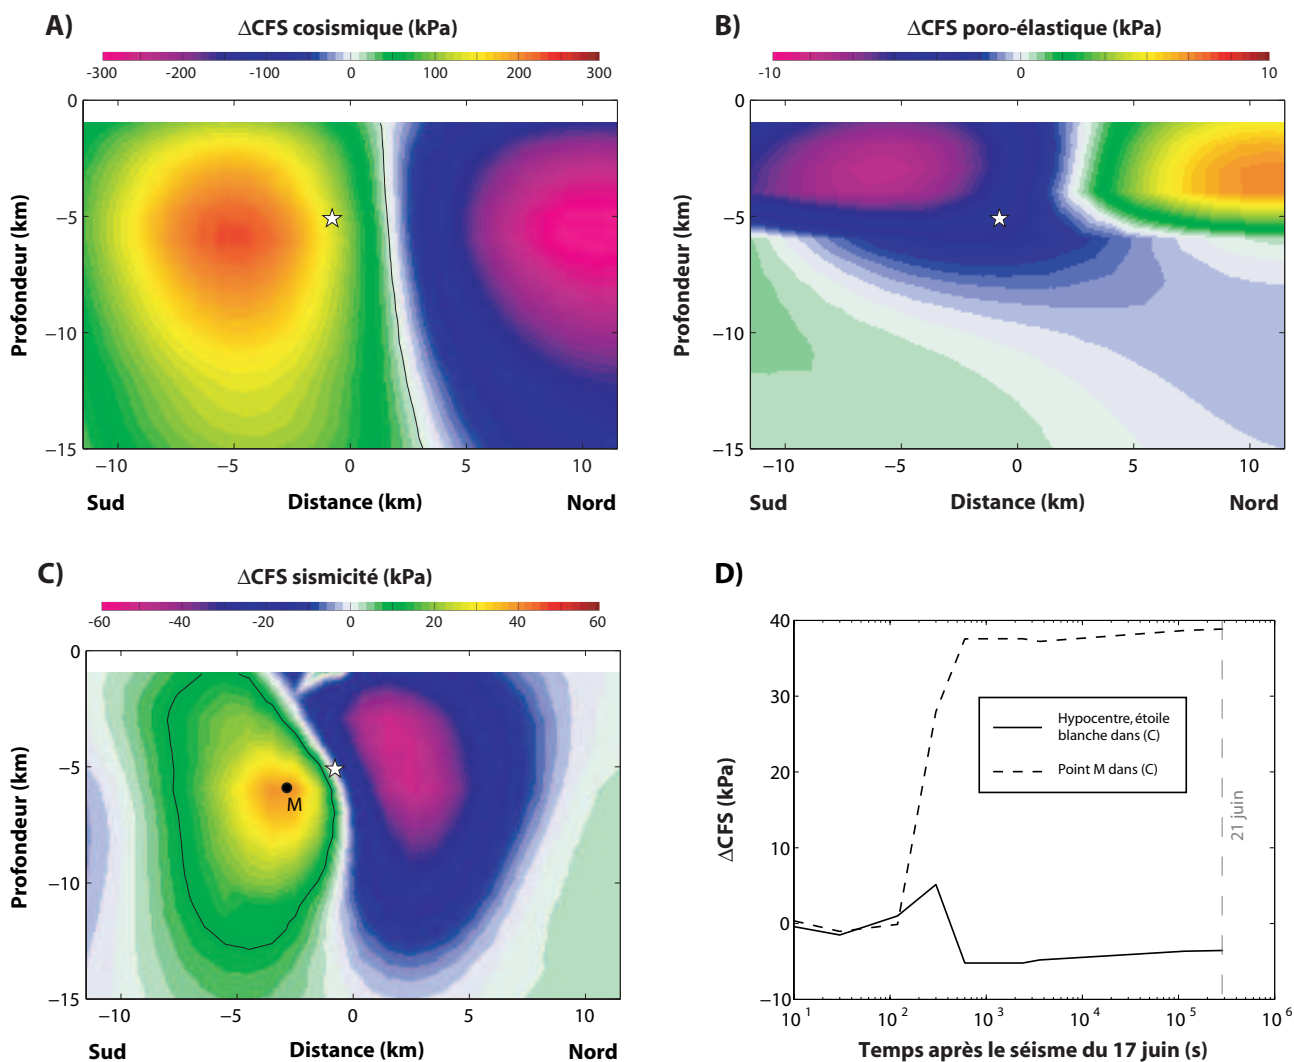 A)
ΔCFS cosismique (kPa)
-300 -200 -100 0 100 200 300
0
−5
−10
−15
Profondeur (km)
−10 −5 0 5 10
Sud Distance (km) Nord
B)
ΔCFS poro-élastique (kPa)
-10 0 10
0
−5
−10
−15
Profondeur (km)
−10 −5 0 5 10
Sud Distance (km) Nord
C)
ΔCFS sismicité (kPa)
-60 -40 -20 0 20 40 60
0
−5
−10
−15
Profondeur (km)
M
−10 −5 0 5 10
Sud Distance (km) Nord
D)
40
30
20
10
0
−10
ΔCFS (kPa)
Hypocentre, étoile
blanche dans (C)
Point M dans (C)
21 juin
10 1 10 2 10 3 10 4 10 5 10 6
Temps après le séisme du 17 juin (s)